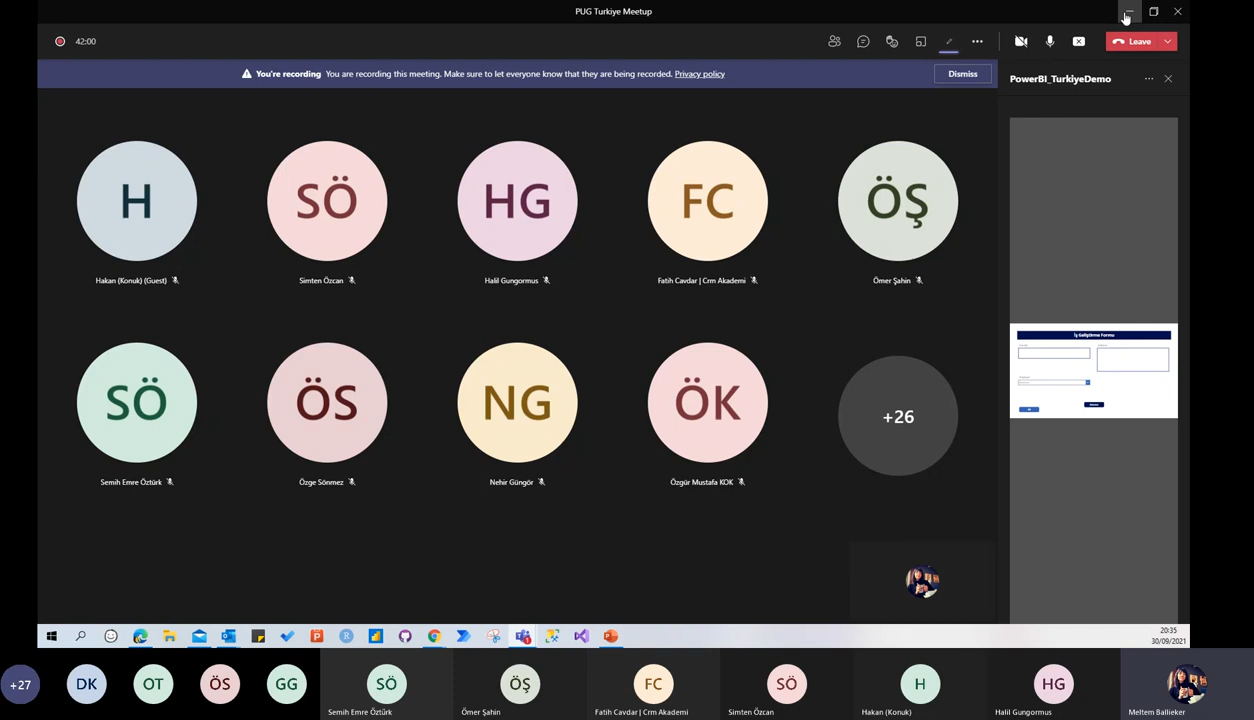 PUG Turkiye Meetup
42:00
Leave
You're recording You are recording this meeting. Make sure to let everyone know that they are being recorded. Privacy policy
Dismiss
PowerBI_TurkiyeDemo
H
SÖ
HG
FC
ÖŞ
Hakan (Konuk) (Guest)
Simten Özcan
Halil Gungormus
Fatih Cavdar | Crm Akademi
Ömer Şahin
İş Geliştirme Formu
SÖ
ÖS
NG
ÖK
+26
Semih Emre Öztürk
Özge Sönmez
Nehir Güngör
Özgür Mustafa KOK
20:35
30/09/2021
+27
DK
OT
ÖS
GG
SÖ
ÖŞ
FC
SÖ
H
HG
Semih Emre Öztürk
Ömer Şahin
Fatih Cavdar | Crm Akademi
Simten Özcan
Hakan (Konuk)
Halil Gungormus
Meltem Ballieker